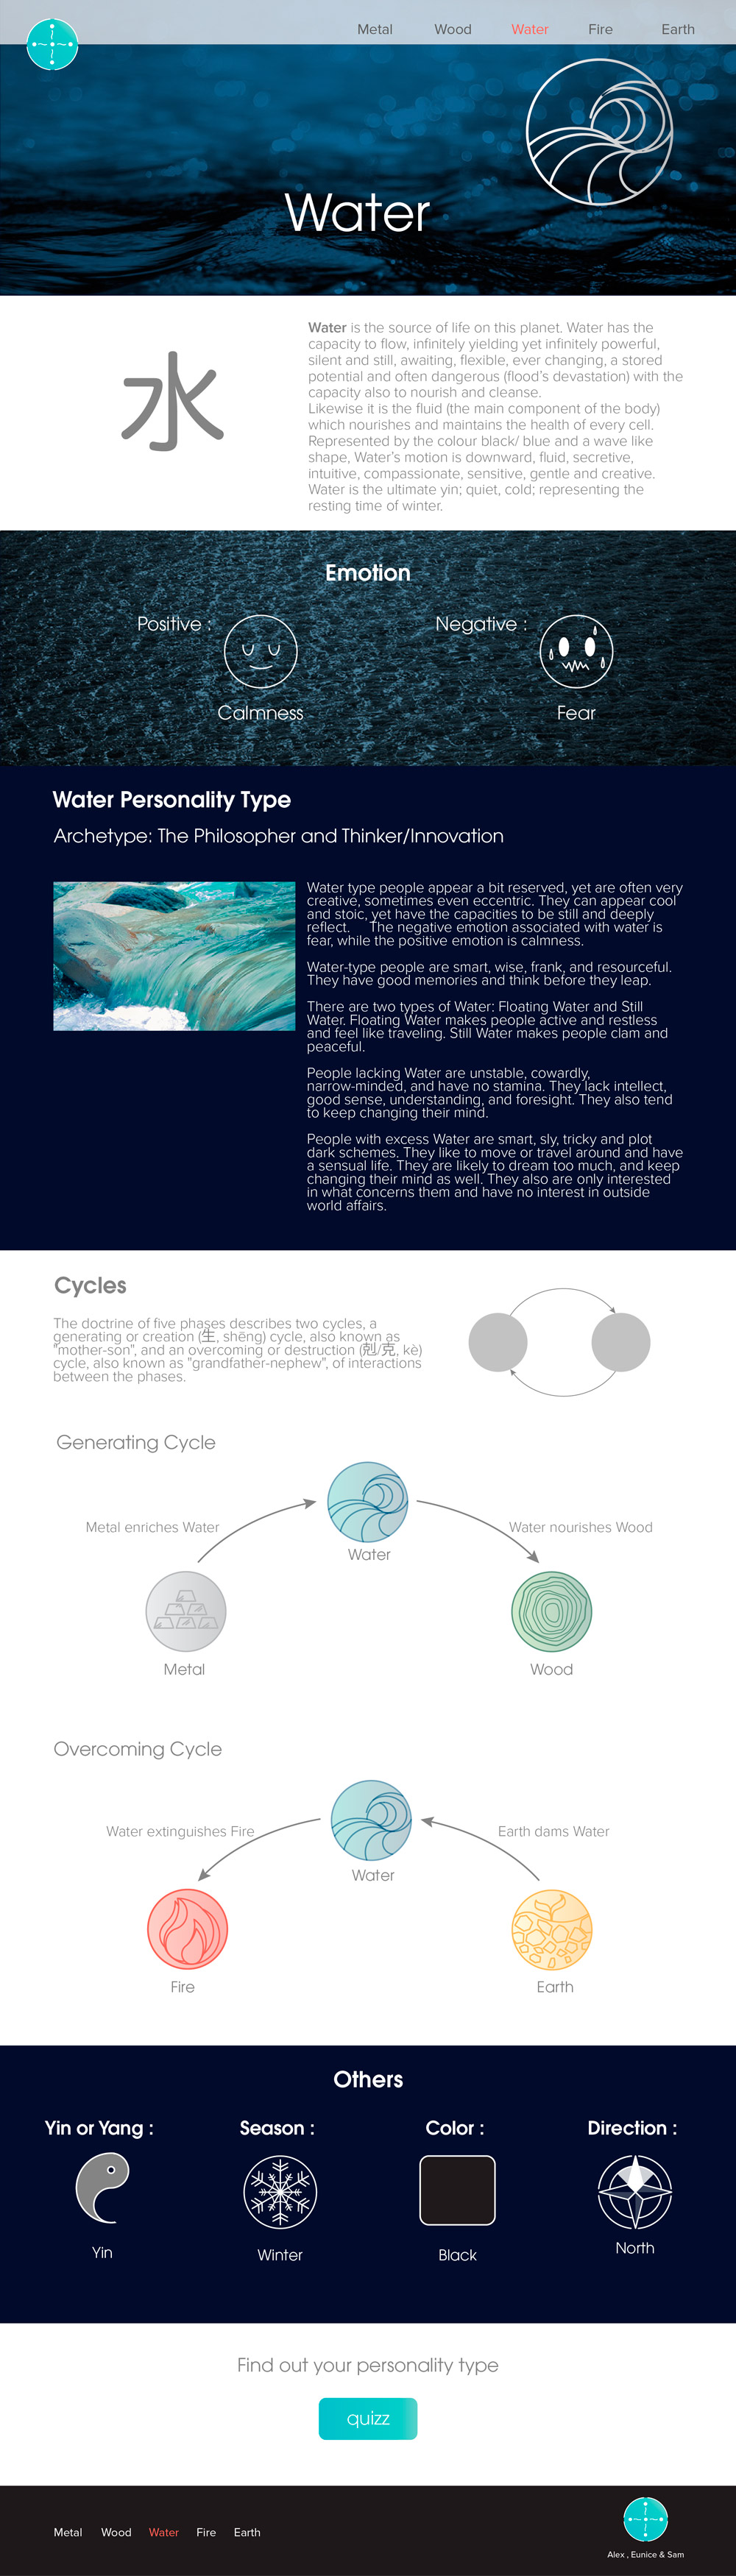 Metal Wood Water Fire Earth
Water
水
Water is the source of life on this planet. Water has the
capacity to flow, infinitely yielding yet infinitely powerful,
silent and still, awaiting, flexible, ever changing, a stored
potential and often dangerous (flood's devastation) with the
capacity also to nourish and cleanse.
Likewise it is the fluid (the main component of the body)
which nourishes and maintains the health of every cell.
Represented by the colour black/ blue and a wave like
shape, Water's motion is downward, fluid, secretive,
intuitive, compassionate, sensitive, gentle and creative.
Water is the ultimate yin; quiet, cold; representing the
resting time of winter.
Emotion
Positive :
Calmness
Negative :
Fear
Water Personality Type
Archetype: The Philosopher and Thinker/Innovation
Water type people appear a bit reserved, yet are often very
creative, sometimes even eccentric. They can appear cool
and stoic, yet have the capacities to be still and deeply
reflect. The negative emotion associated with water is
fear, while the positive emotion is calmness.
Water-type people are smart, wise, frank, and resourceful.
They have good memories and think before they leap.
There are two types of Water: Floating Water and Still
Water. Floating Water makes people active and restless
and feel like traveling. Still Water makes people clam and
peaceful.
People lacking Water are unstable, cowardly,
narrow-minded, and have no stamina. They lack intellect,
good sense, understanding, and foresight. They also tend
to keep changing their mind.
People with excess Water are smart, sly, tricky and plot
dark schemes. They like to move or travel around and have
a sensual life. They are likely to dream too much, and keep
changing their mind as well. They also are only interested
in what concerns them and have no interest in outside
world affairs.
Cycles
The doctrine of five phases describes two cycles, a
generating or creation (生, shēng) cycle, also known as
"mother-son", and an overcoming or destruction (剋/克, kè)
cycle, also known as "grandfather-nephew", of interactions
between the phases.
Generating Cycle
Metal enriches Water
Water
Water nourishes Wood
Metal
Wood
Overcoming Cycle
Water extinguishes Fire
Water
Earth dams Water
Fire
Earth
Others
Yin or Yang :
Yin
Season :
Winter
Color :
Black
Direction :
North
Find out your personality type
quizz
Metal Wood Water Fire Earth
Alex , Eunice & Sam